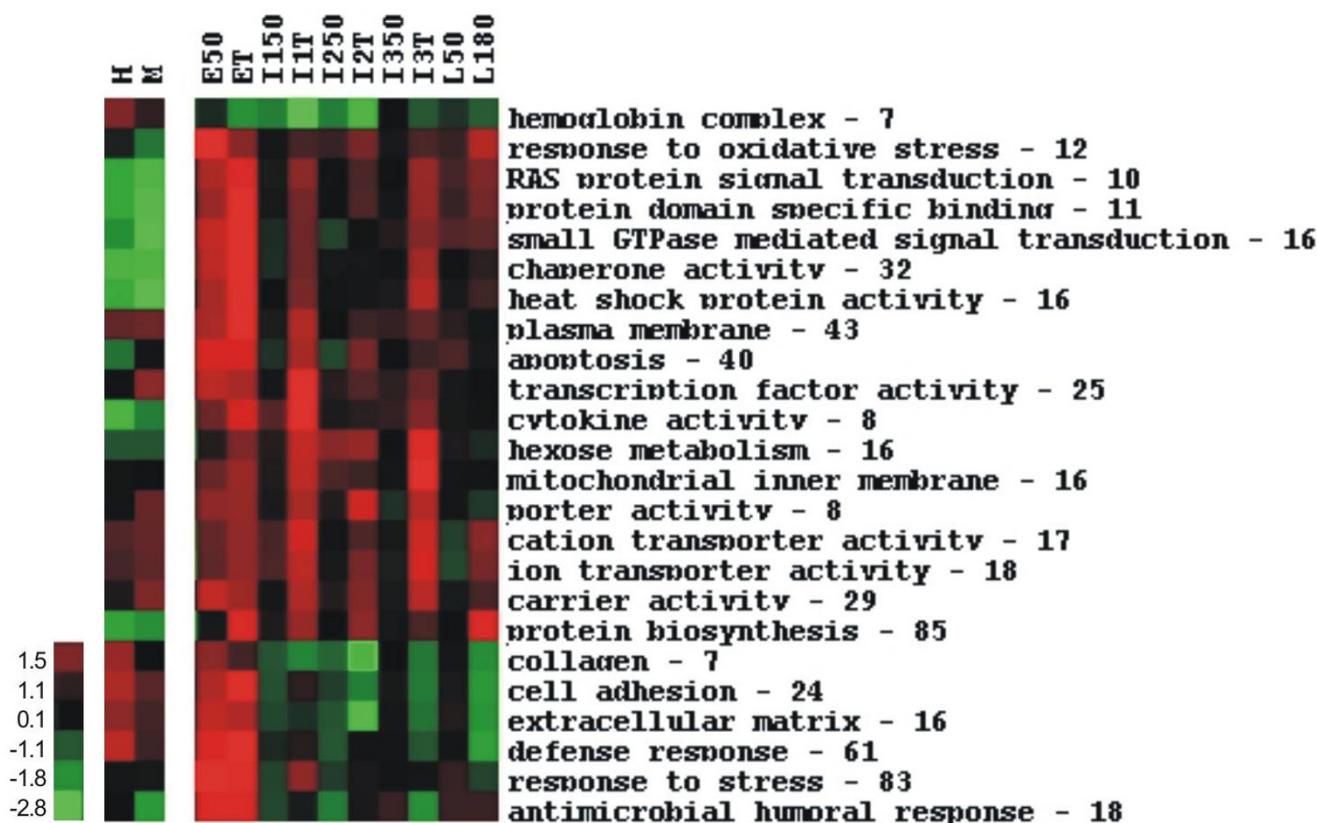 H M E50 ET I150 I1T I250 I2T I350 I3T L50 L180
hemoglobin complex - 7
response to oxidative stress - 12
RAS protein signal transduction - 10
protein domain specific binding - 11
small GTPase mediated signal transduction - 16
chaperone activity - 32
heat shock protein activity - 16
plasma membrane - 43
apoptosis - 40
transcription factor activity - 25
cytokine activity - 8
hexose metabolism - 16
mitochondrial inner membrane - 16
porter activity - 8
cation transporter activity - 17
ion transporter activity - 18
carrier activity - 29
protein biosynthesis - 85
collagen - 7
cell adhesion - 24
extracellular matrix - 16
defense response - 61
response to stress - 83
antimicrobial humoral response - 18
1.5
1.1
0.1
-1.1
-1.8
-2.8